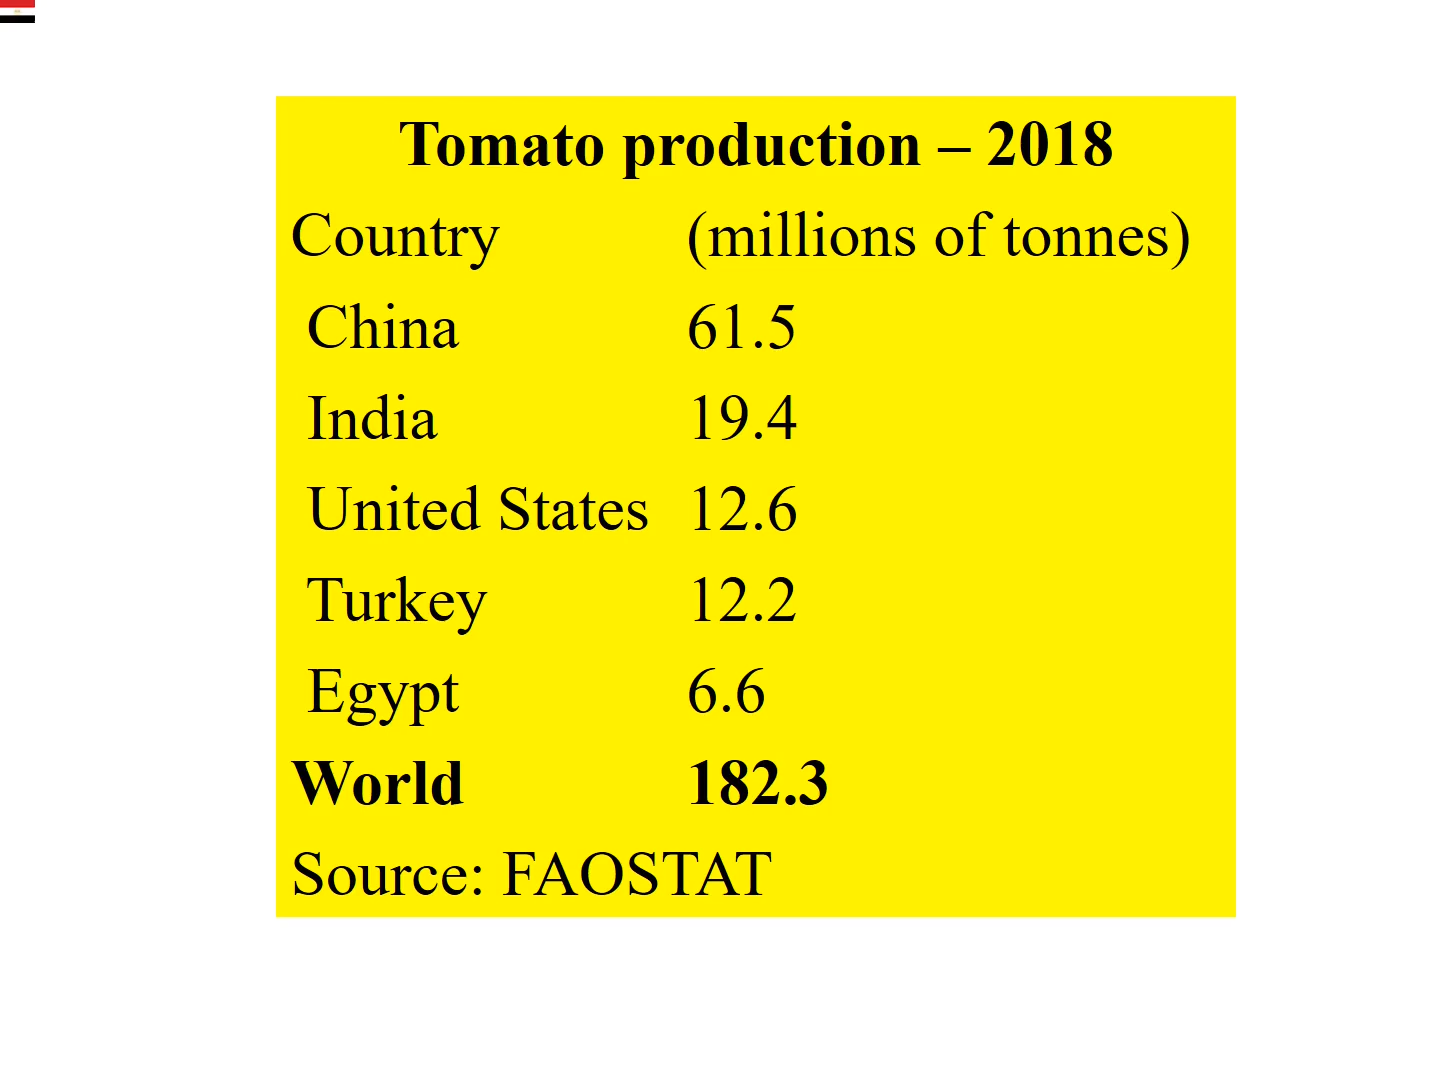 Tomato production – 2018
Country (millions of tonnes)
China 61.5
India 19.4
United States 12.6
Turkey 12.2
Egypt 6.6
World 182.3
Source: FAOSTAT